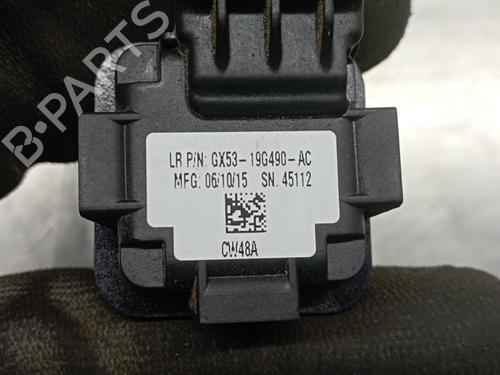 LR P/N: GX53-19G490-AC
MFG: 06/10/15 SN. 45112
CW48A
B-PARTS